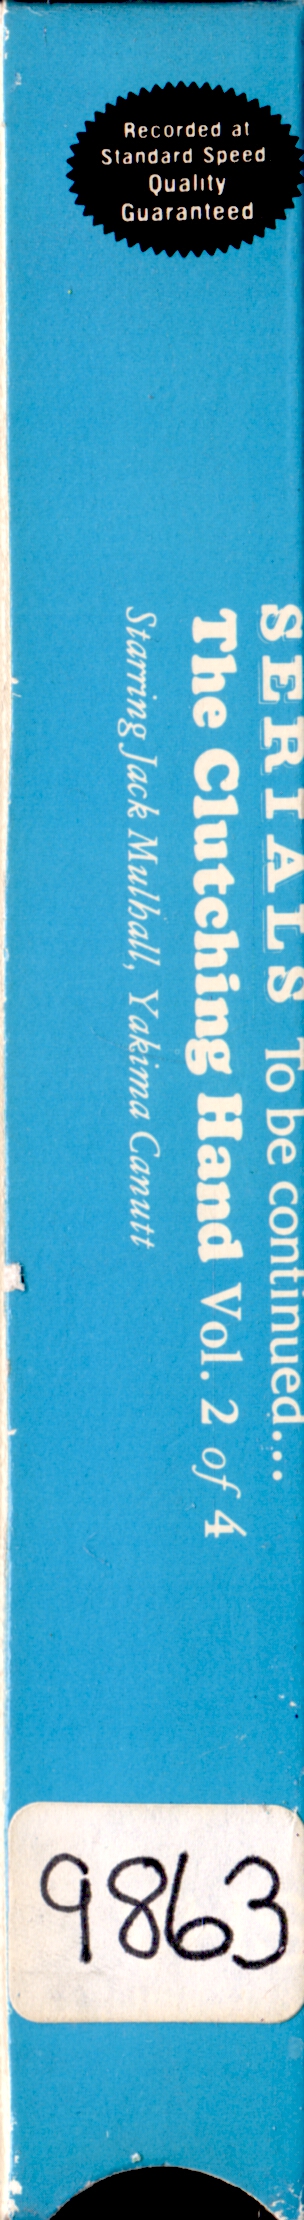 Recorded at
Standard Speed
Quality
Guaranteed
SERIALS To be continued...
The Clutching Hand Vol. 2 of 4
Starring Jack Mulhall, Yakima Canutt
9863